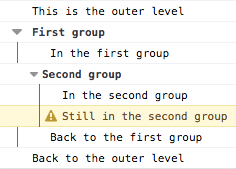 This is the outer level
First group
In the first group
Second group
In the second group
Still in the second group
Back to the first group
Back to the outer level